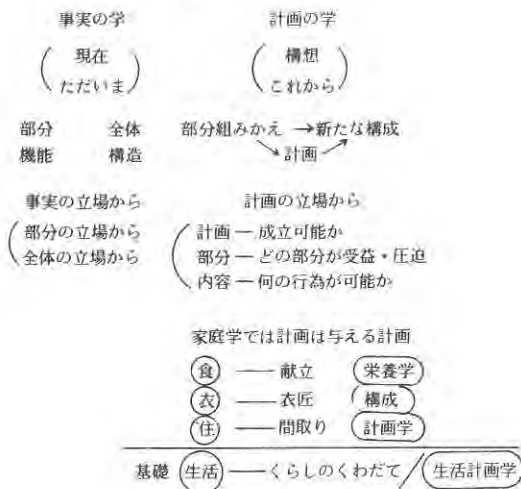 事実の学 計画の学
現在 構想
ただいま これから
部分 全体 部分組みかえ →新たな構成
機能 構造 計画
事実の立場から 計画の立場から
部分の立場から 計画 — 成立可能か
全体の立場から 部分 — どの部分が受益・圧迫
内容 — 何の行為が可能か
家庭学では計画は与える計画
食 —— 献立 栄養学
衣 —— 衣匠 構成
住 —— 間取り 計画学
基礎 生活 —— くらしのくわだて / 生活計画学